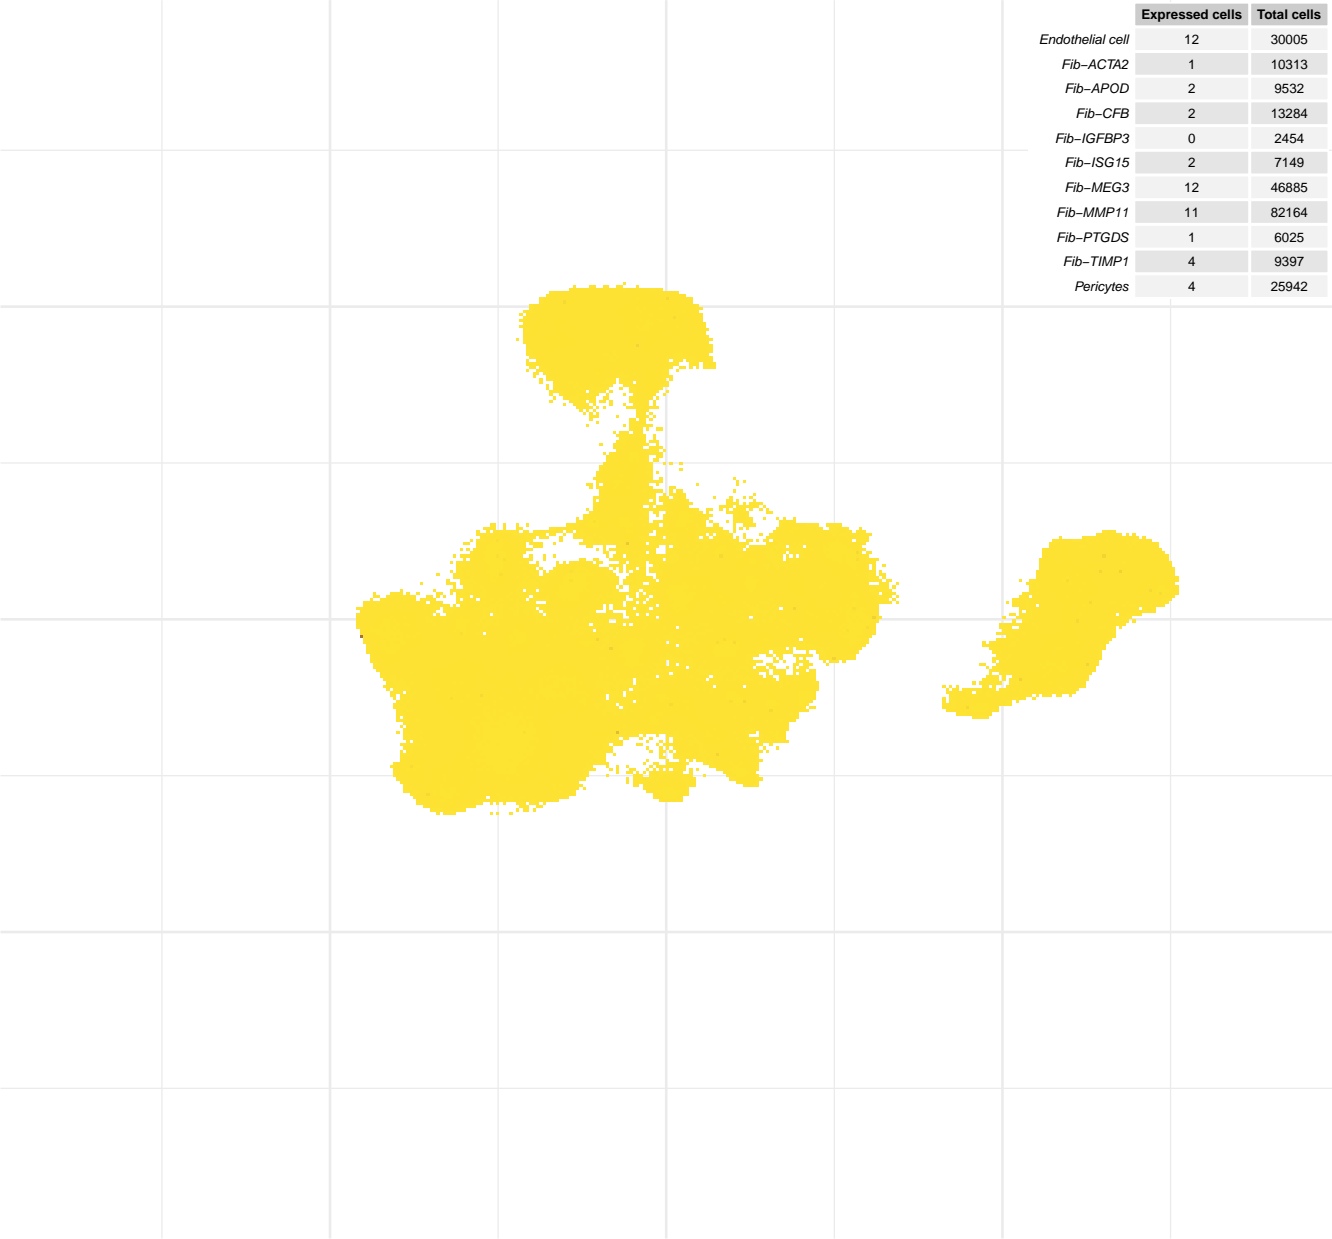 Expressed cells Total cells
Endothelial cell 12 30005
Fib−ACTA2 1 10313
Fib−APOD 2 9532
Fib−CFB 2 13284
Fib−IGFBP3 0 2454
Fib−ISG15 2 7149
Fib−MEG3 12 46885
Fib−MMP11 11 82164
Fib−PTGDS 1 6025
Fib−TIMP1 4 9397
Pericytes 4 25942